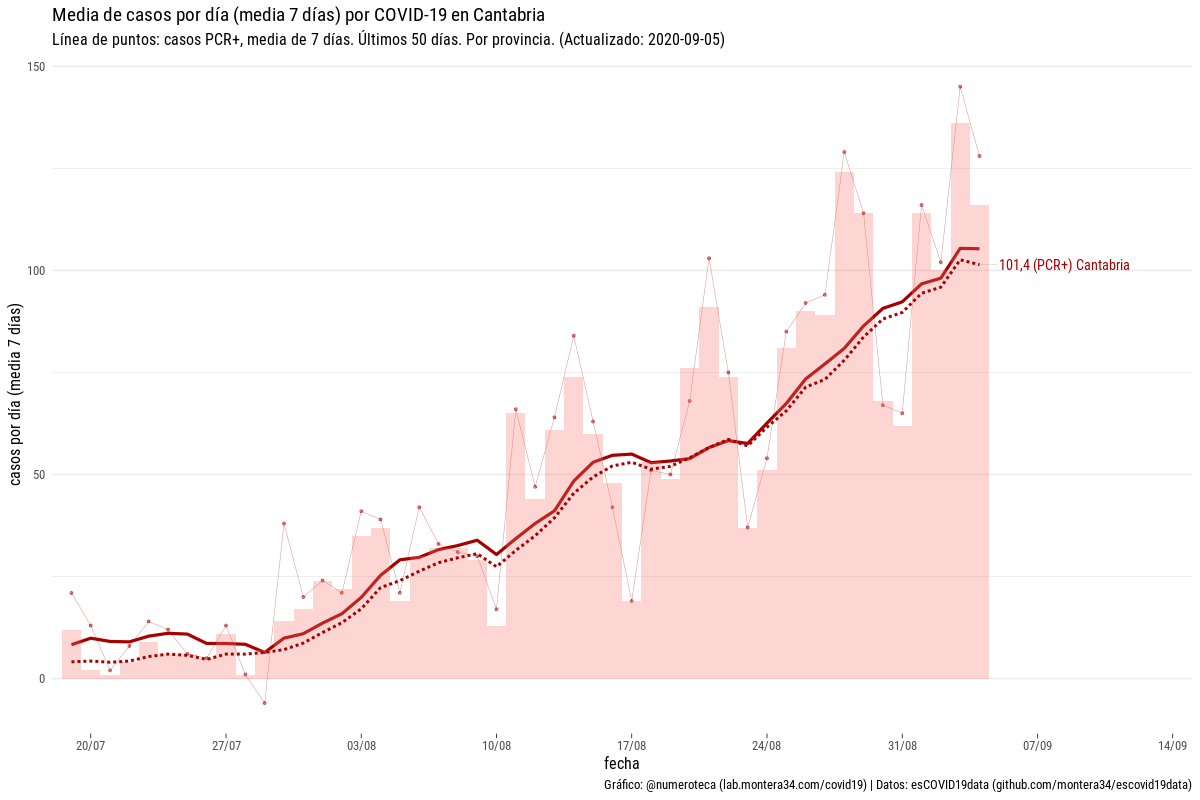 Media de casos por día (media 7 días) por COVID-19 en Cantabria
Línea de puntos: casos PCR+, media de 7 días. Últimos 50 días. Por provincia. (Actualizado: 2020-09-05)
150
100
50
0
casos por día (media 7 días)
101,4 (PCR+) Cantabria
20/07 27/07 03/08 10/08 17/08 24/08 31/08 07/09 14/09
fecha
Gráfico: @numeroteca (lab.montera34.com/covid19) | Datos: esCOVID19data (github.com/montera34/escovid19data)